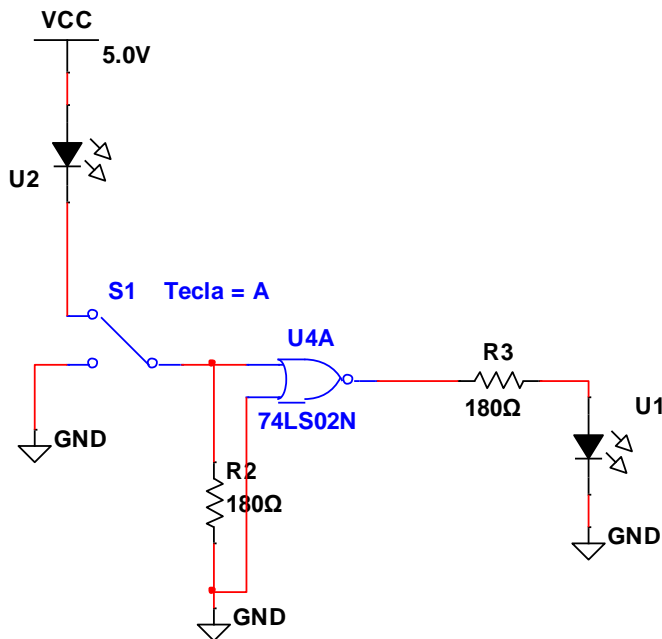 VCC
5.0V
U2
S1 Tecla = A
U4A
R3
180Ω
U1
74LS02N
GND
R2
180Ω
GND
GND